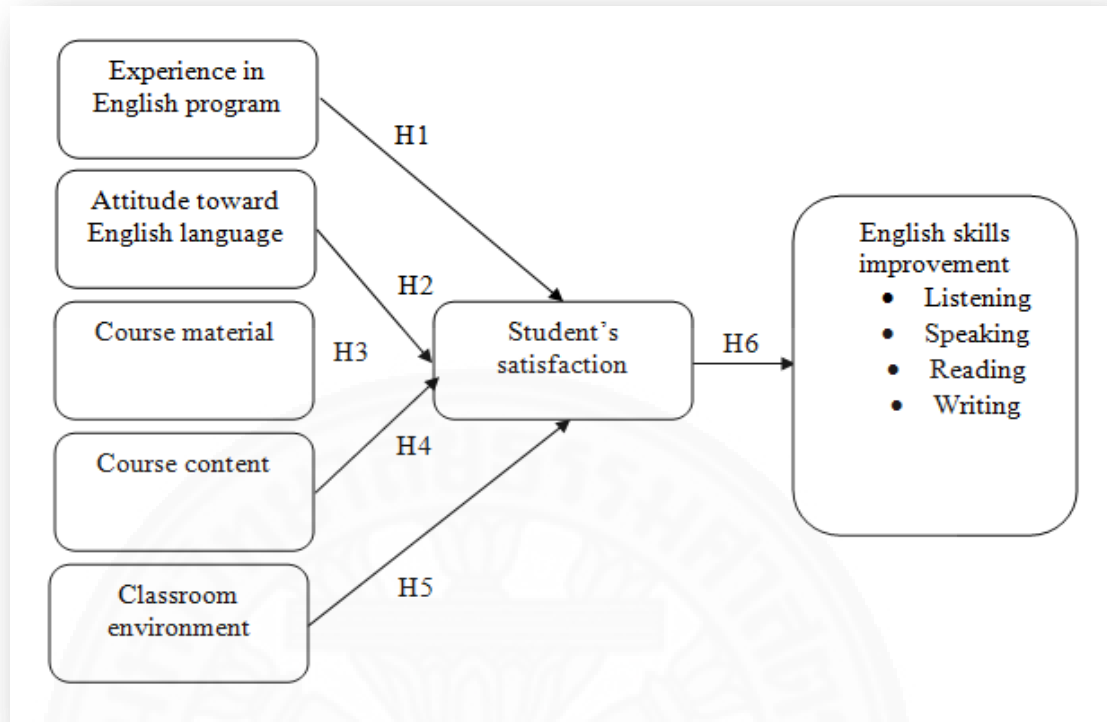 Experience in
English program
H1
Attitude toward
English language
H2
Course material
H3
Course content
H4
Classroom
environment
H5
Student’s
satisfaction
H6
English skills
improvement
• Listening
• Speaking
• Reading
• Writing